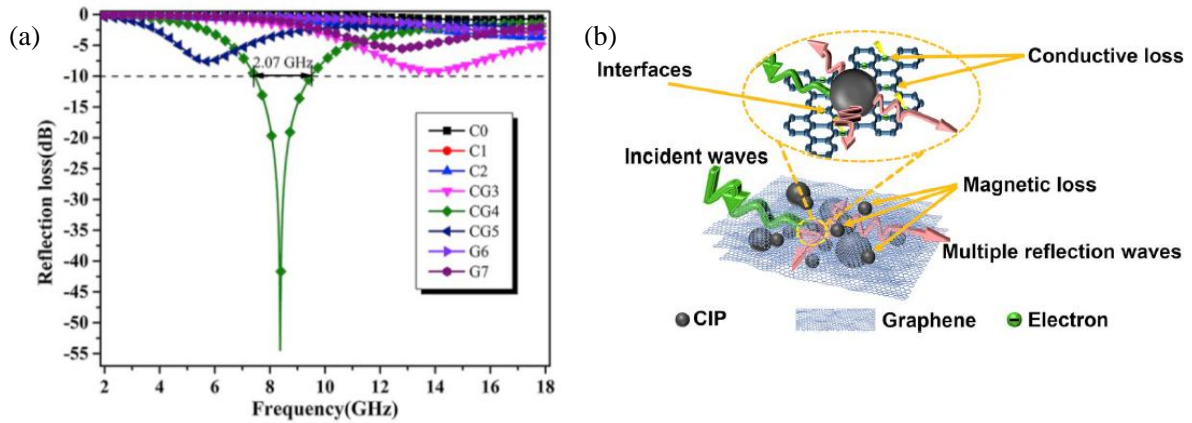 (a)
Reflection loss(dB)
0
-5
-10
-15
-20
-25
-30
-35
-40
-45
-50
-55
2.07 GHz
C0
C1
C2
CG3
CG4
CG5
G6
G7
2 4 6 8 10 12 14 16 18
Frequency(GHz)
(b)
Conductive loss
Interfaces
Incident waves
Magnetic loss
Multiple reflection waves
CIP Graphene Electron